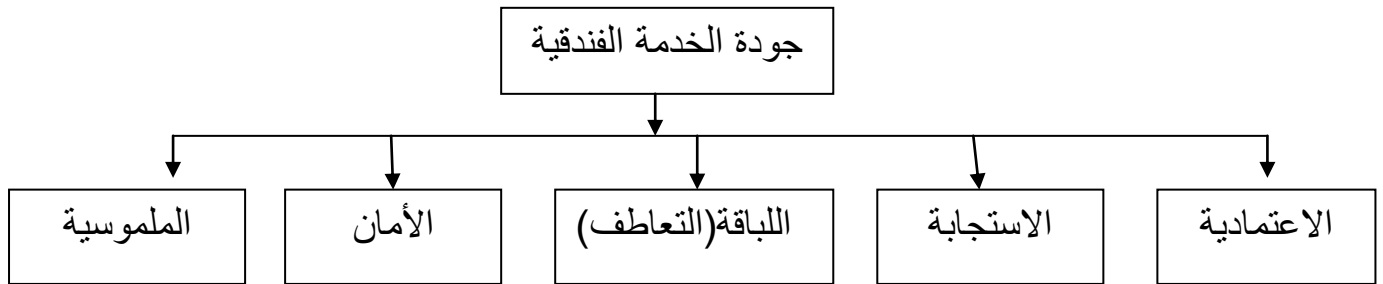 جودة الخدمة الفندقية
الاعتمادية
الاستجابة
اللباقة(التعاطف)
الأمان
الملموسية